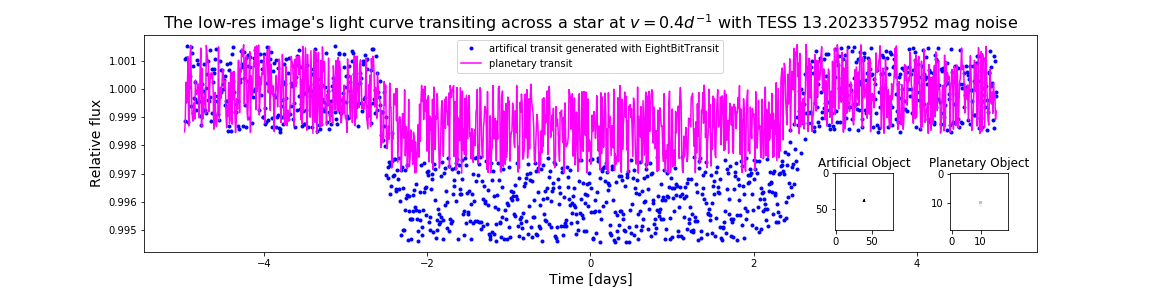 The low-res image's light curve transiting across a star at v = 0.4d⁻¹ with TESS 13.2023357952 mag noise
artifical transit generated with EightBitTransit
planetary transit
Relative flux
1.001
1.000
0.999
0.998
0.997
0.996
0.995
Artificial Object
0
50
0 50
Planetary Object
0
10
0 10
−4 −2 0 2 4
Time [days]